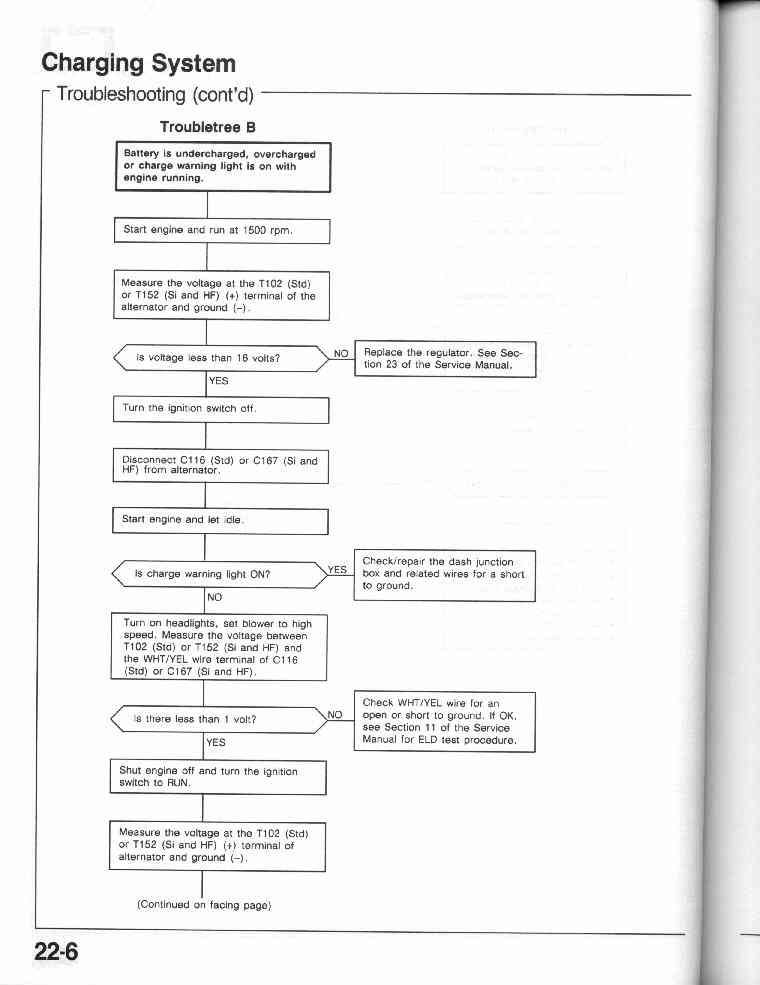 Charging System
Troubleshooting (cont'd)
Troubletree B
Battery is undercharged, overcharged
or charge warning light is on with
engine running.
Start engine and run at 1500 rpm.
Measure the voltage at the T102 (Std)
or T152 (Si and HF) (+) terminal of the
alternator and ground (–).
Is voltage less than 16 volts?
NO
Replace the regulator. See Sec-
tion 23 of the Service Manual.
YES
Turn the ignition switch off.
Disconnect C116 (Std) or C167 (Si and
HF) from alternator.
Start engine and let idle.
Is charge warning light ON?
YES
Check/repair the dash junction
box and related wires for a short
to ground.
NO
Turn on headlights, set blower to high
speed. Measure the voltage between
T102 (Std) or T152 (Si and HF) and
the WHT/YEL wire terminal of C116
(Std) or C167 (Si and HF).
Is there less than 1 volt?
NO
Check WHT/YEL wire for an
open or short to ground. If OK,
see Section 11 of the Service
Manual for ELD test procedure.
YES
Shut engine off and turn the ignition
switch to RUN.
Measure the voltage at the T102 (Std)
or T152 (Si and HF) (+) terminal of
alternator and ground (–).
(Continued on facing page)
22-6